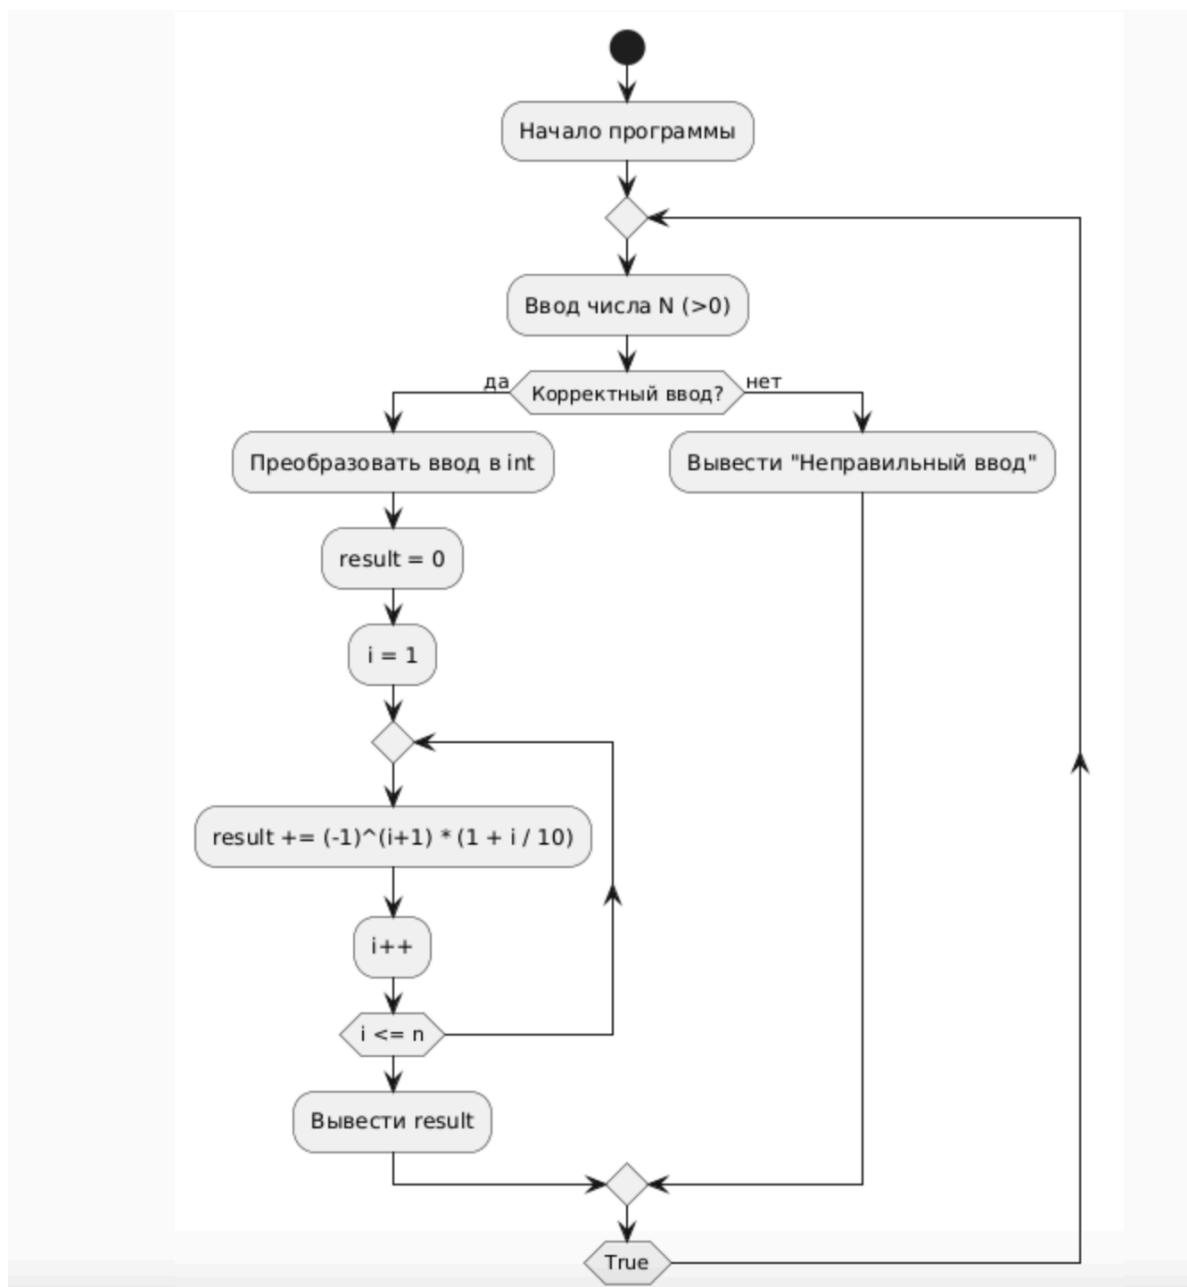 Начало программы
Ввод числа N (>0)
да
Корректный ввод?
нет
Преобразовать ввод в int
Вывести "Неправильный ввод"
result = 0
i = 1
result += (-1)^(i+1) * (1 + i / 10)
i++
i <= n
Вывести result
True